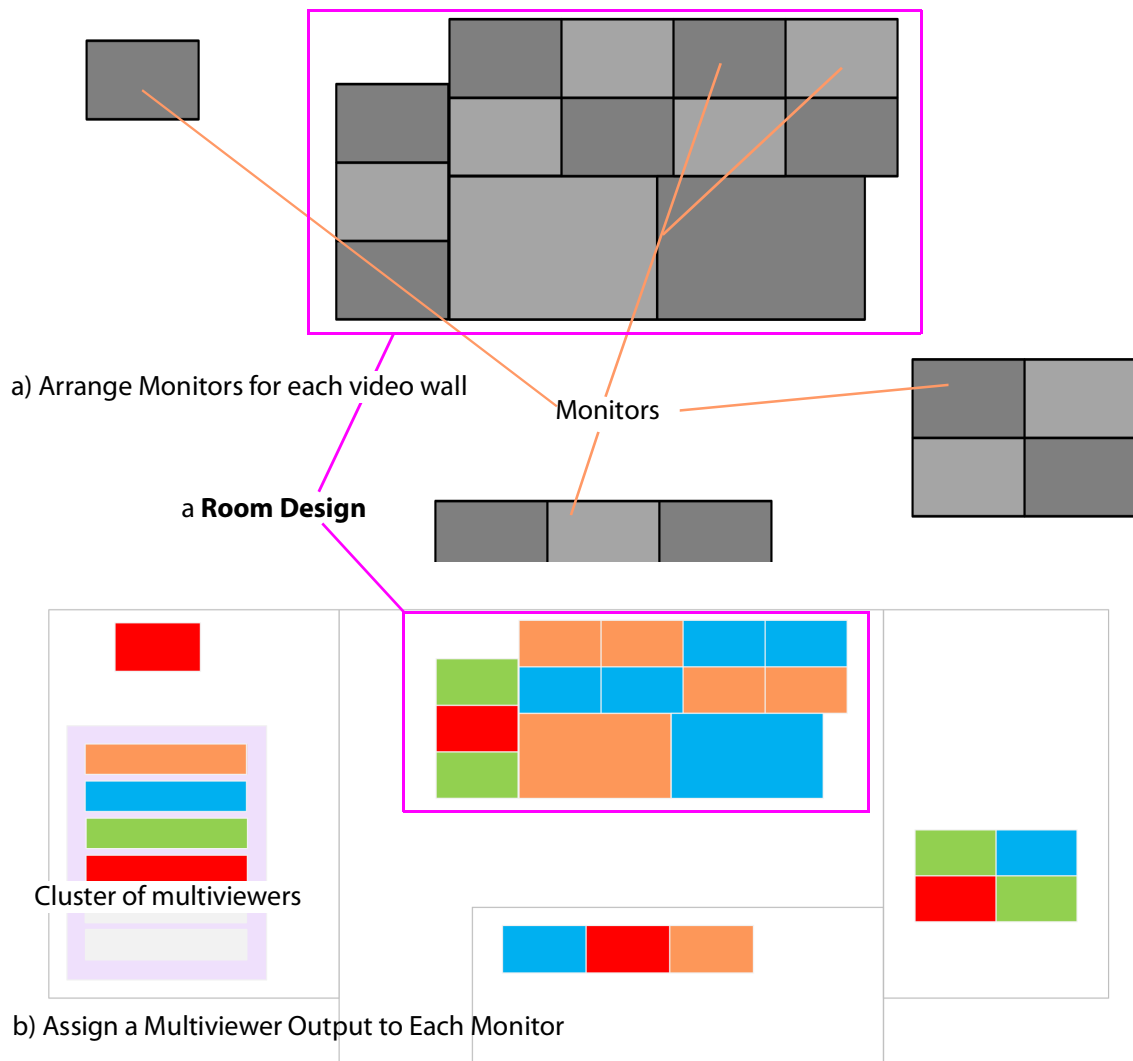 a) Arrange Monitors for each video wall
Monitors
a Room Design
Cluster of multiviewers
b) Assign a Multiviewer Output to Each Monitor